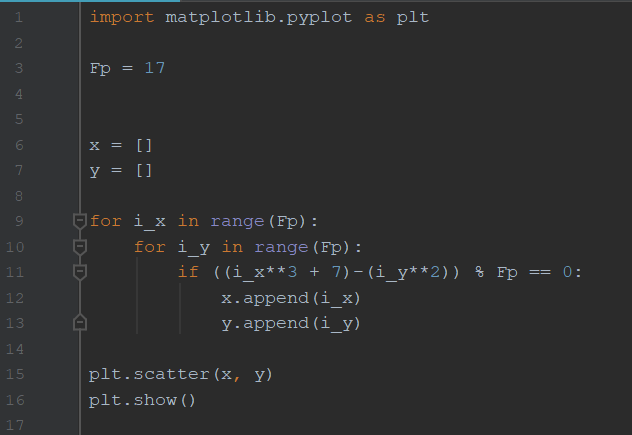 1 import matplotlib.pyplot as plt
2
3 Fp = 17
4
5
6 x = []
7 y = []
8
9 for i_x in range(Fp):
10     for i_y in range(Fp):
11         if ((i_x**3 + 7)-(i_y**2)) % Fp == 0:
12             x.append(i_x)
13             y.append(i_y)
14
15 plt.scatter(x, y)
16 plt.show()
17